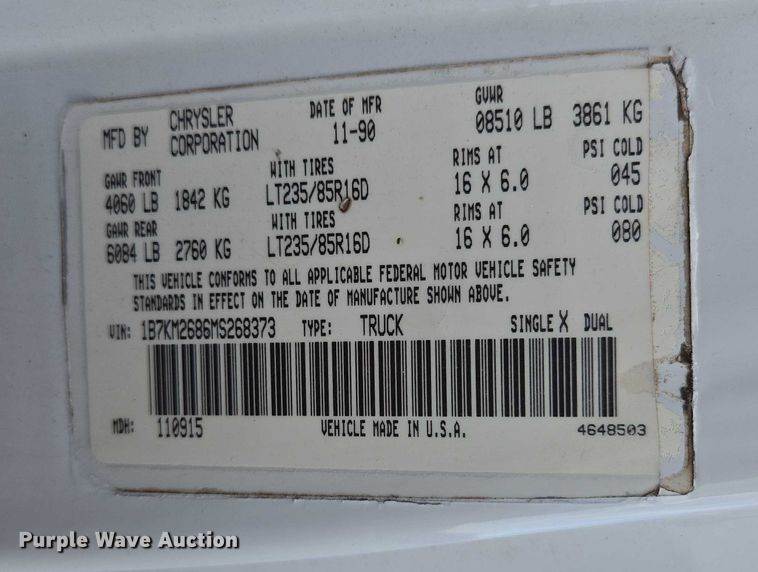 MFD BY CHRYSLER CORPORATION DATE OF MFR 11-90 GVWR 08510 LB 3861 KG
GAWR FRONT WITH TIRES RIMS AT PSI COLD
4060 LB 1842 KG LT235/85R16D 16 X 6.0 045
GAWR REAR WITH TIRES RIMS AT PSI COLD
6084 LB 2760 KG LT235/85R16D 16 X 6.0 080
THIS VEHICLE CONFORMS TO ALL APPLICABLE FEDERAL MOTOR VEHICLE SAFETY
STANDARDS IN EFFECT ON THE DATE OF MANUFACTURE SHOWN ABOVE.
VIN: 1B7KM2686MS268373 TYPE: TRUCK SINGLE X DUAL
MDH: 110915 VEHICLE MADE IN U.S.A. 4648503
Purple Wave Auction